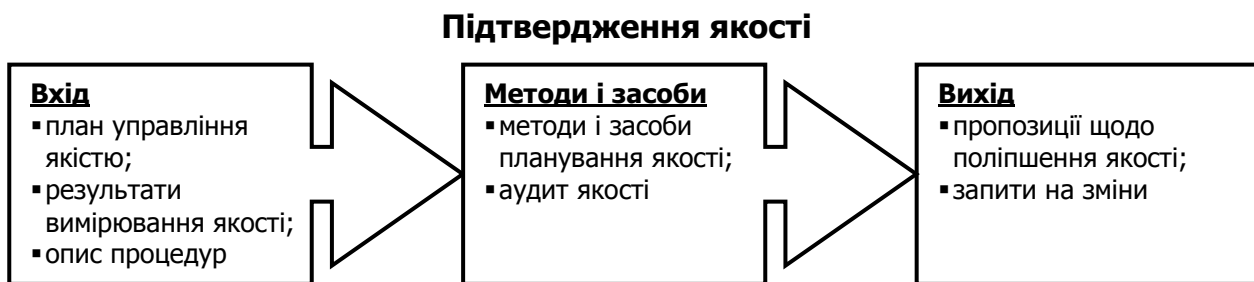 Підтвердження якості
Вхід
▪план управління
якістю;
▪результати
вимірювання якості;
▪опис процедур
Методи і засоби
▪методи і засоби
планування якості;
▪аудит якості
Вихід
▪пропозиції щодо
поліпшення якості;
▪запити на зміни